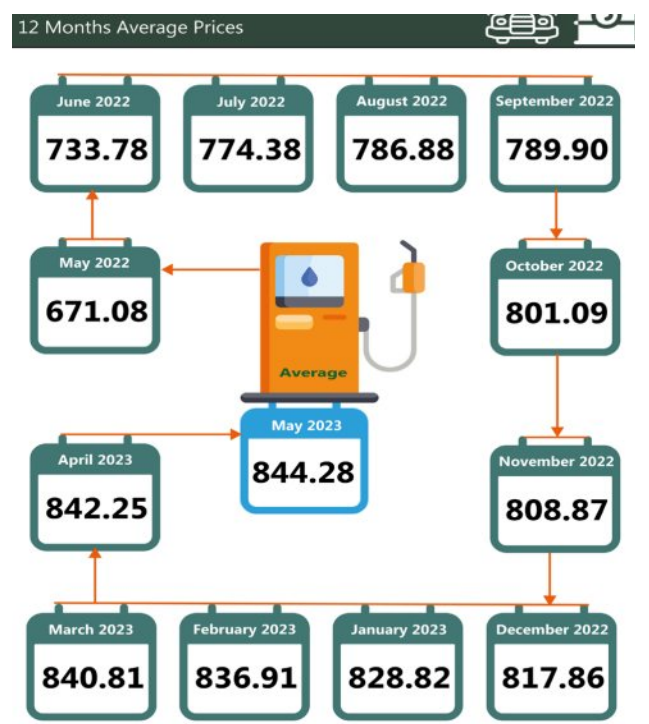 12 Months Average Prices
June 2022
733.78
July 2022
774.38
August 2022
786.88
September 2022
789.90
May 2022
671.08
October 2022
801.09
Average
May 2023
844.28
April 2023
842.25
November 2022
808.87
March 2023
840.81
February 2023
836.91
January 2023
828.82
December 2022
817.86